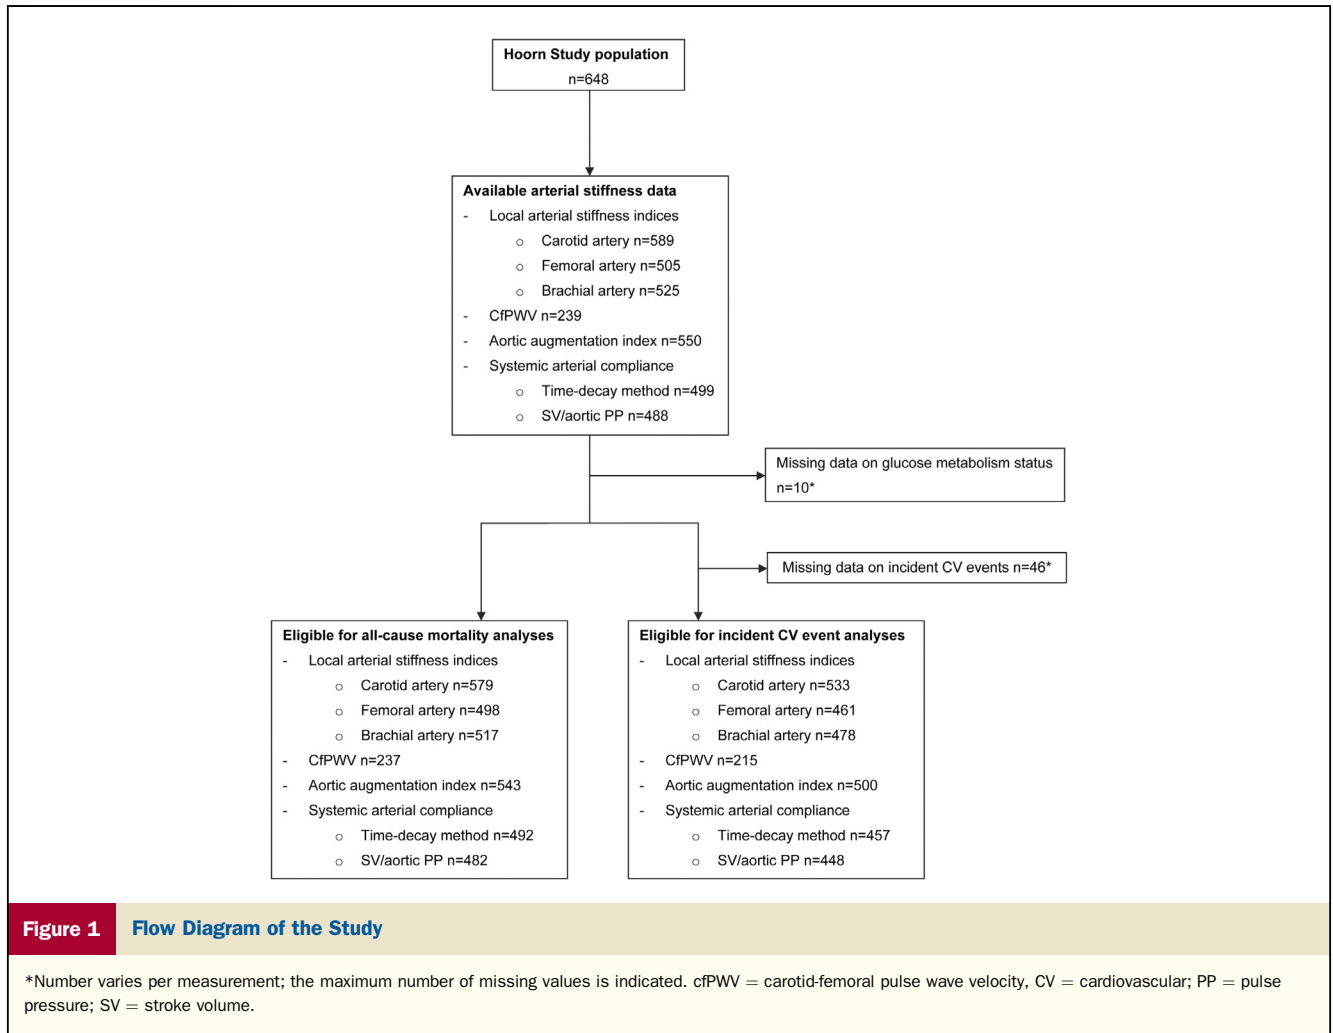 Hoorn Study population
n=648
Available arterial stiffness data
- Local arterial stiffness indices
o Carotid artery n=589
o Femoral artery n=505
o Brachial artery n=525
- CfPWV n=239
- Aortic augmentation index n=550
- Systemic arterial compliance
o Time-decay method n=499
o SV/aortic PP n=488
Missing data on glucose metabolism status
n=10*
Missing data on incident CV events n=46*
Eligible for all-cause mortality analyses
- Local arterial stiffness indices
o Carotid artery n=579
o Femoral artery n=498
o Brachial artery n=517
- CfPWV n=237
- Aortic augmentation index n=543
- Systemic arterial compliance
o Time-decay method n=492
o SV/aortic PP n=482
Eligible for incident CV event analyses
- Local arterial stiffness indices
o Carotid artery n=533
o Femoral artery n=461
o Brachial artery n=478
- CfPWV n=215
- Aortic augmentation index n=500
- Systemic arterial compliance
o Time-decay method n=457
o SV/aortic PP n=448
Figure 1 Flow Diagram of the Study
*Number varies per measurement; the maximum number of missing values is indicated. cfPWV = carotid-femoral pulse wave velocity, CV = cardiovascular; PP = pulse
pressure; SV = stroke volume.